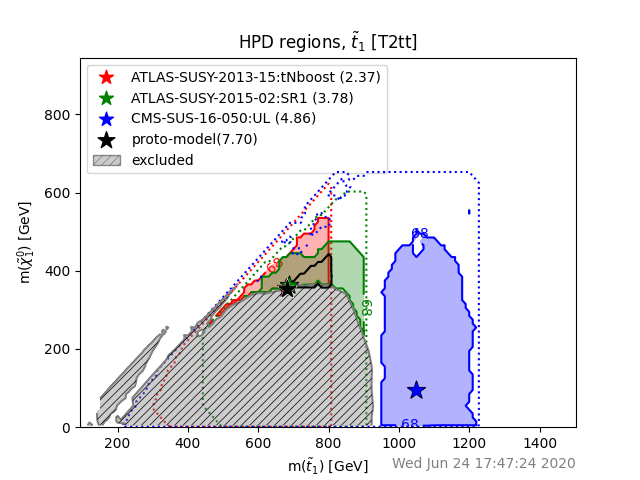 HPD regions, t̃₁ [T2tt]
ATLAS-SUSY-2013-15:tNboost (2.37)
ATLAS-SUSY-2015-02:SR1 (3.78)
CMS-SUS-16-050:UL (4.86)
proto-model(7.70)
excluded
m(χ̃₁⁰) [GeV]
800
600
400
200
0
68
68
68
68
200
400
600
800
1000
1200
1400
m(t̃₁) [GeV]
Wed Jun 24 17:47:24 2020